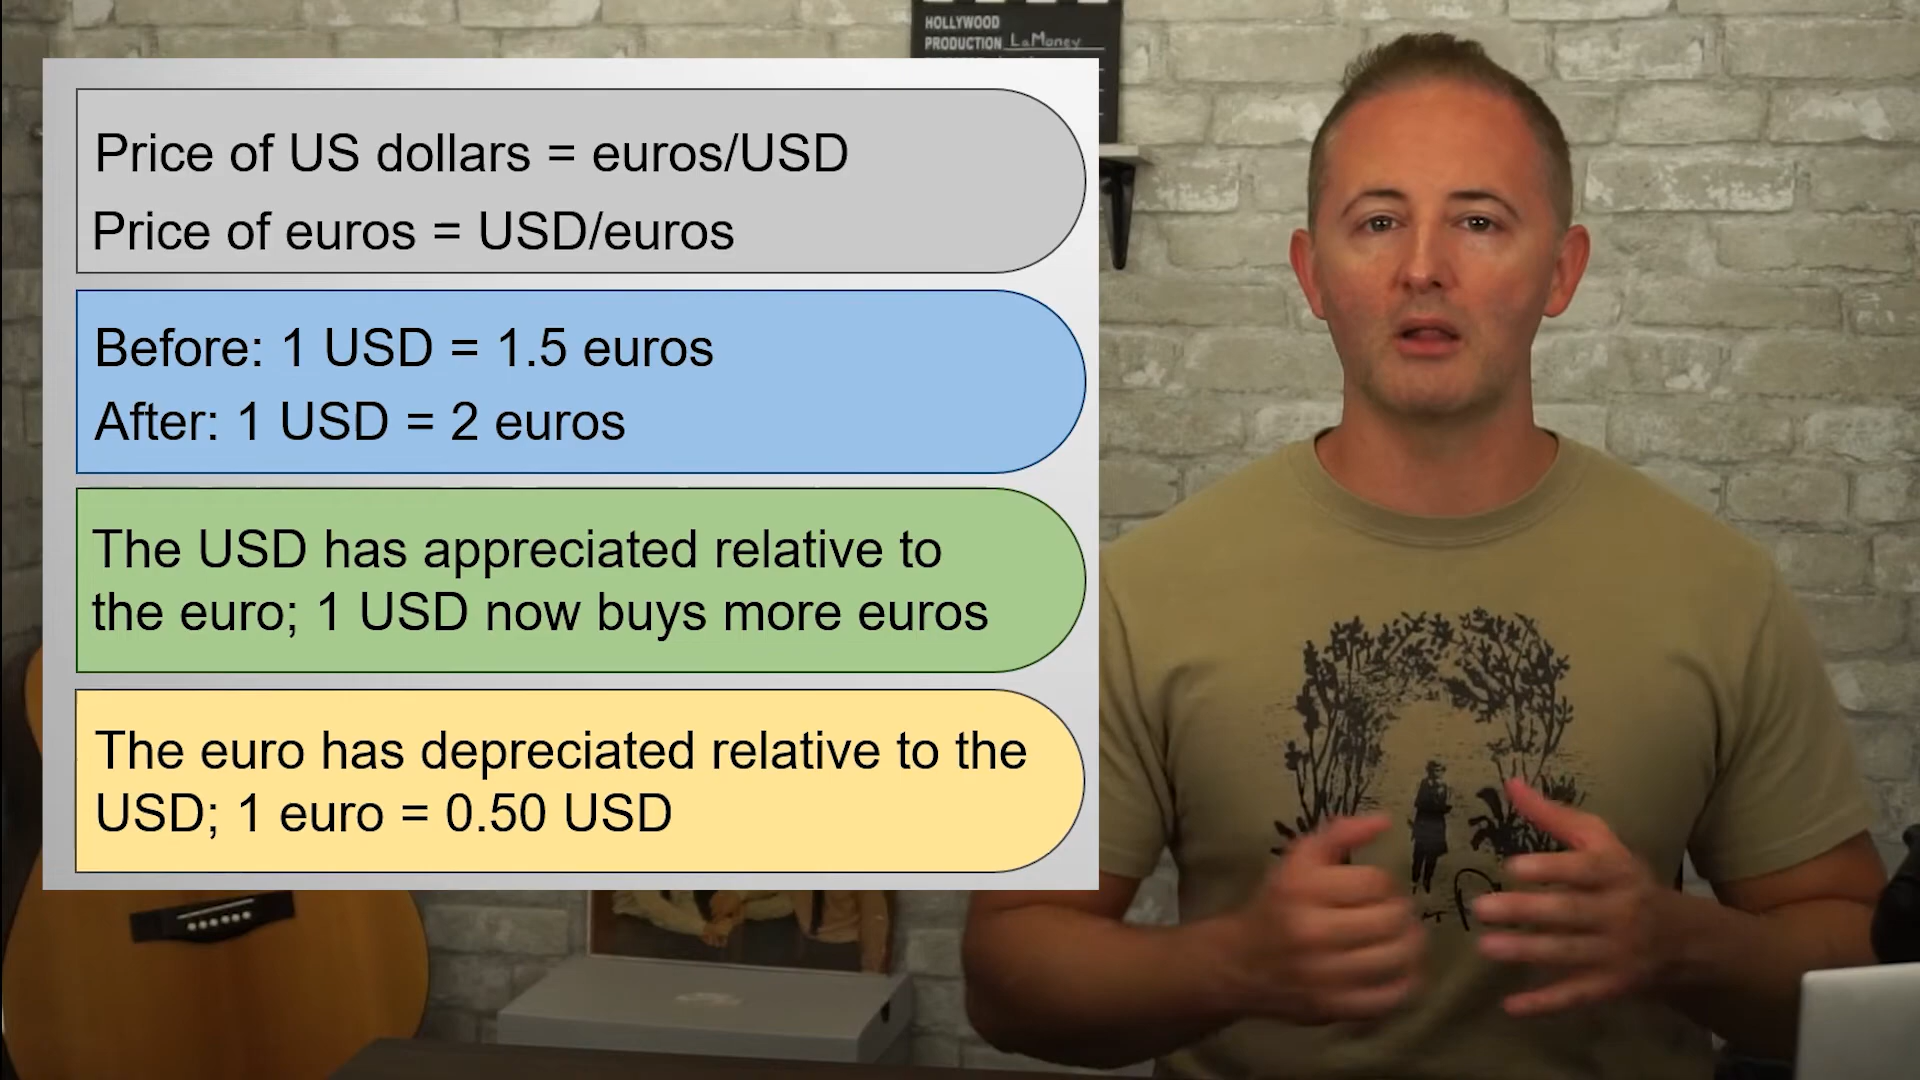 HOLLYWOOD
PRODUCTION LaMoney
Price of US dollars = euros/USD
Price of euros = USD/euros
Before: 1 USD = 1.5 euros
After: 1 USD = 2 euros
The USD has appreciated relative to
the euro; 1 USD now buys more euros
The euro has depreciated relative to the
USD; 1 euro = 0.50 USD